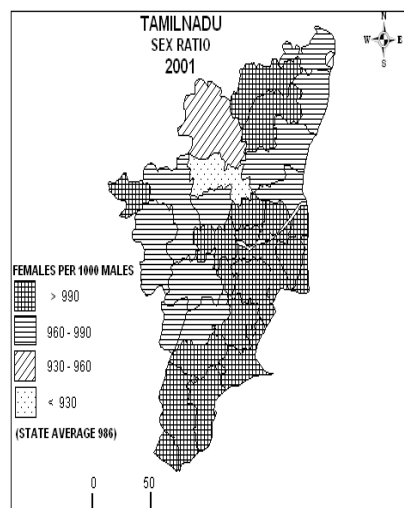 TAMILNADU
SEX RATIO
2001
N
W E
S
FEMALES PER 1000 MALES
> 990
960 - 990
930 - 960
< 930
(STATE AVERAGE 986)
0 50